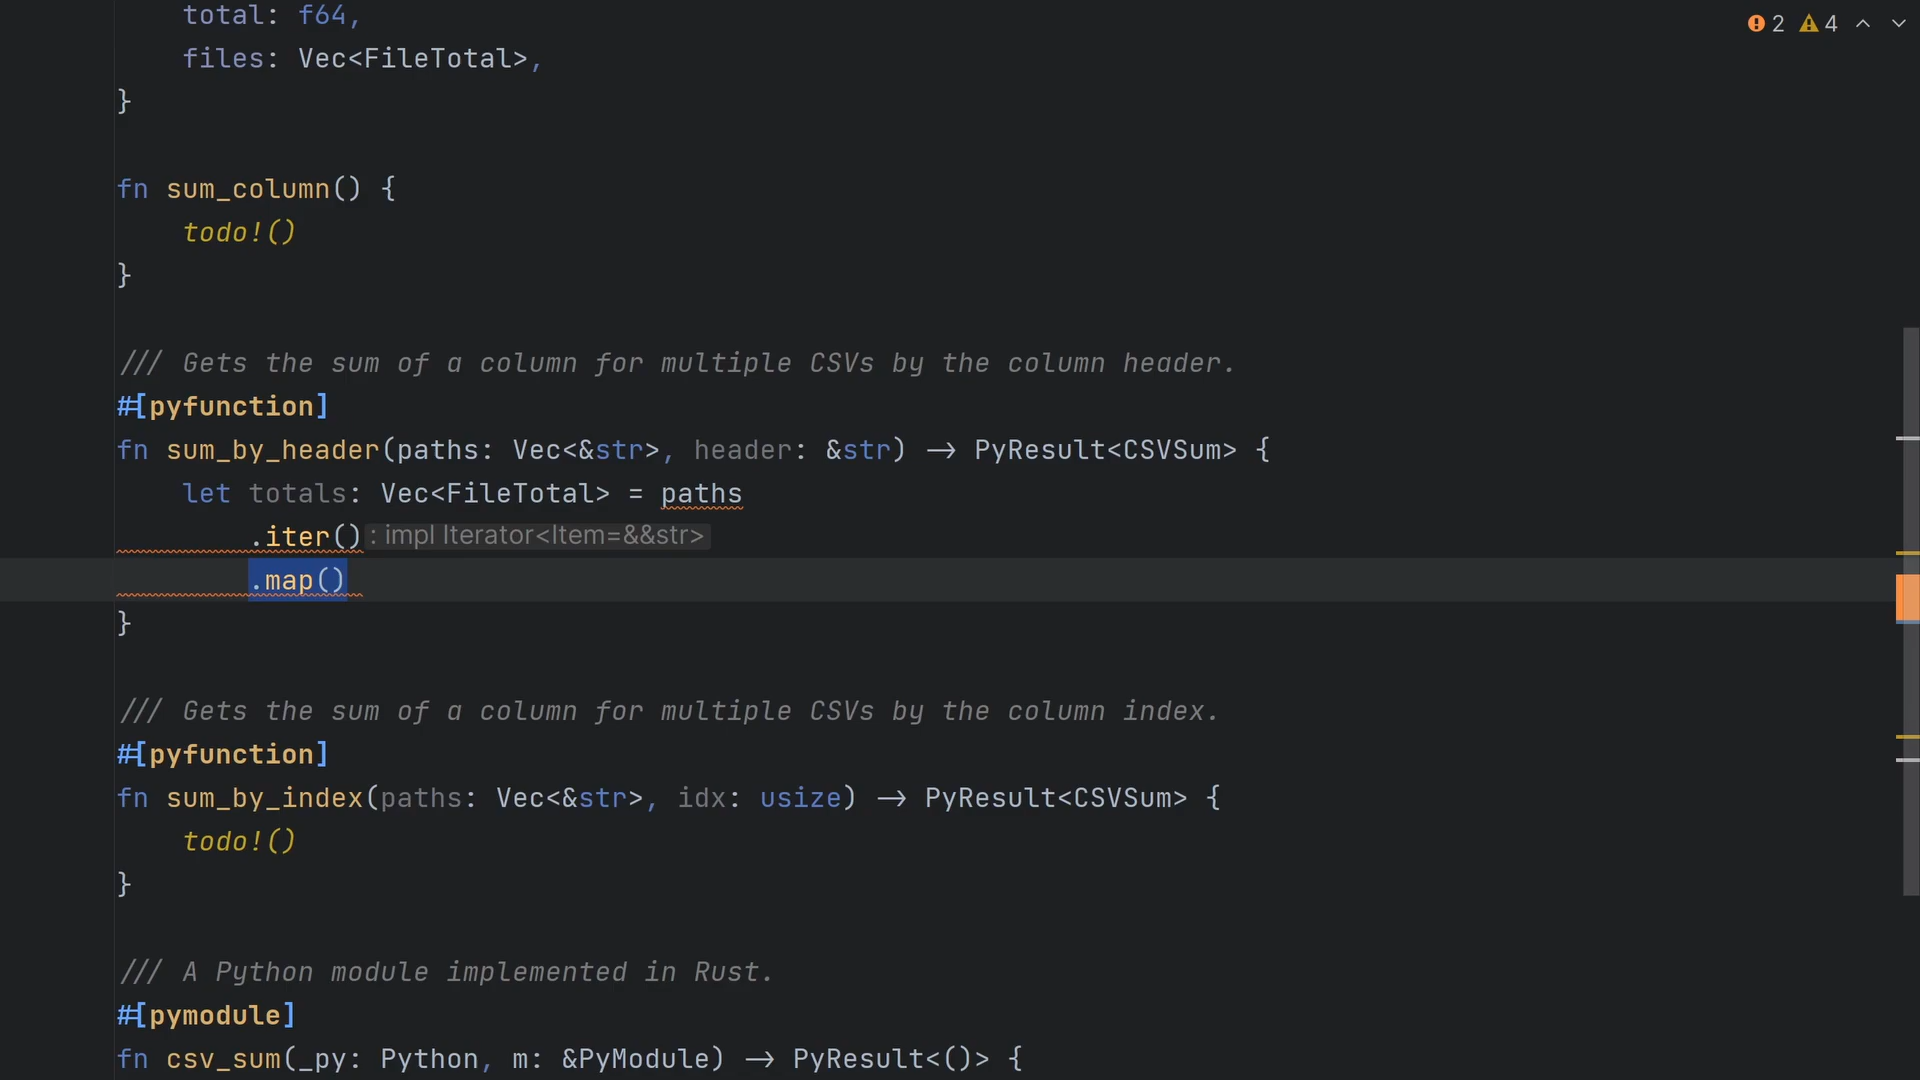 total: f64,
2 4
files: Vec<FileTotal>,
}
fn sum_column() {
todo!()
}
/// Gets the sum of a column for multiple CSVs by the column header.
#[pyfunction]
fn sum_by_header(paths: Vec<&str>, header: &str) -> PyResult<CSVSum> {
let totals: Vec<FileTotal> = paths
.iter() : impl Iterator<Item=&&str>
.map()
}
/// Gets the sum of a column for multiple CSVs by the column index.
#[pyfunction]
fn sum_by_index(paths: Vec<&str>, idx: usize) -> PyResult<CSVSum> {
todo!()
}
/// A Python module implemented in Rust.
#[pymodule]
fn csv_sum(_py: Python, m: &PyModule) -> PyResult<()> {